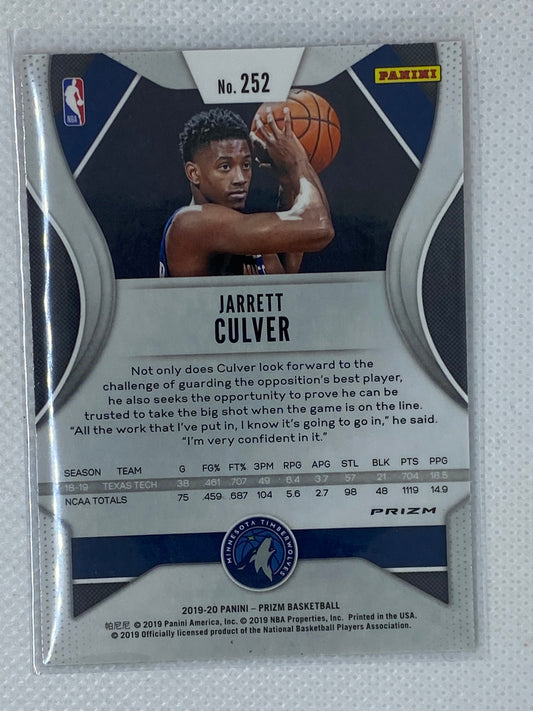 No. 252
PANINI
NBA
JARRETT
CULVER
Not only does Culver look forward to the
challenge of guarding the opposition's best player,
he also seeks the opportunity to prove he can be
trusted to take the big shot when the game is on the line.
"All the work that I've put in, I know it's going to go in," he said.
"I'm very confident in it."
SEASON TEAM G FG% FT% 3PM RPG APG STL BLK PTS PPG
18-19 TEXAS TECH 38 .461 .707 49 6.4 3.7 57 21 704 18.5
NCAA TOTALS 75 .459 .687 104 5.6 2.7 98 48 1119 14.9
PRIZM
MINNESOTA TIMBERWOLVES
2019-20 PANINI – PRIZM BASKETBALL
帕尼尼 © 2019 Panini America, Inc. © 2019 NBA Properties, Inc. Printed in the USA.
© 2019 Officially licensed product of the National Basketball Players Association.